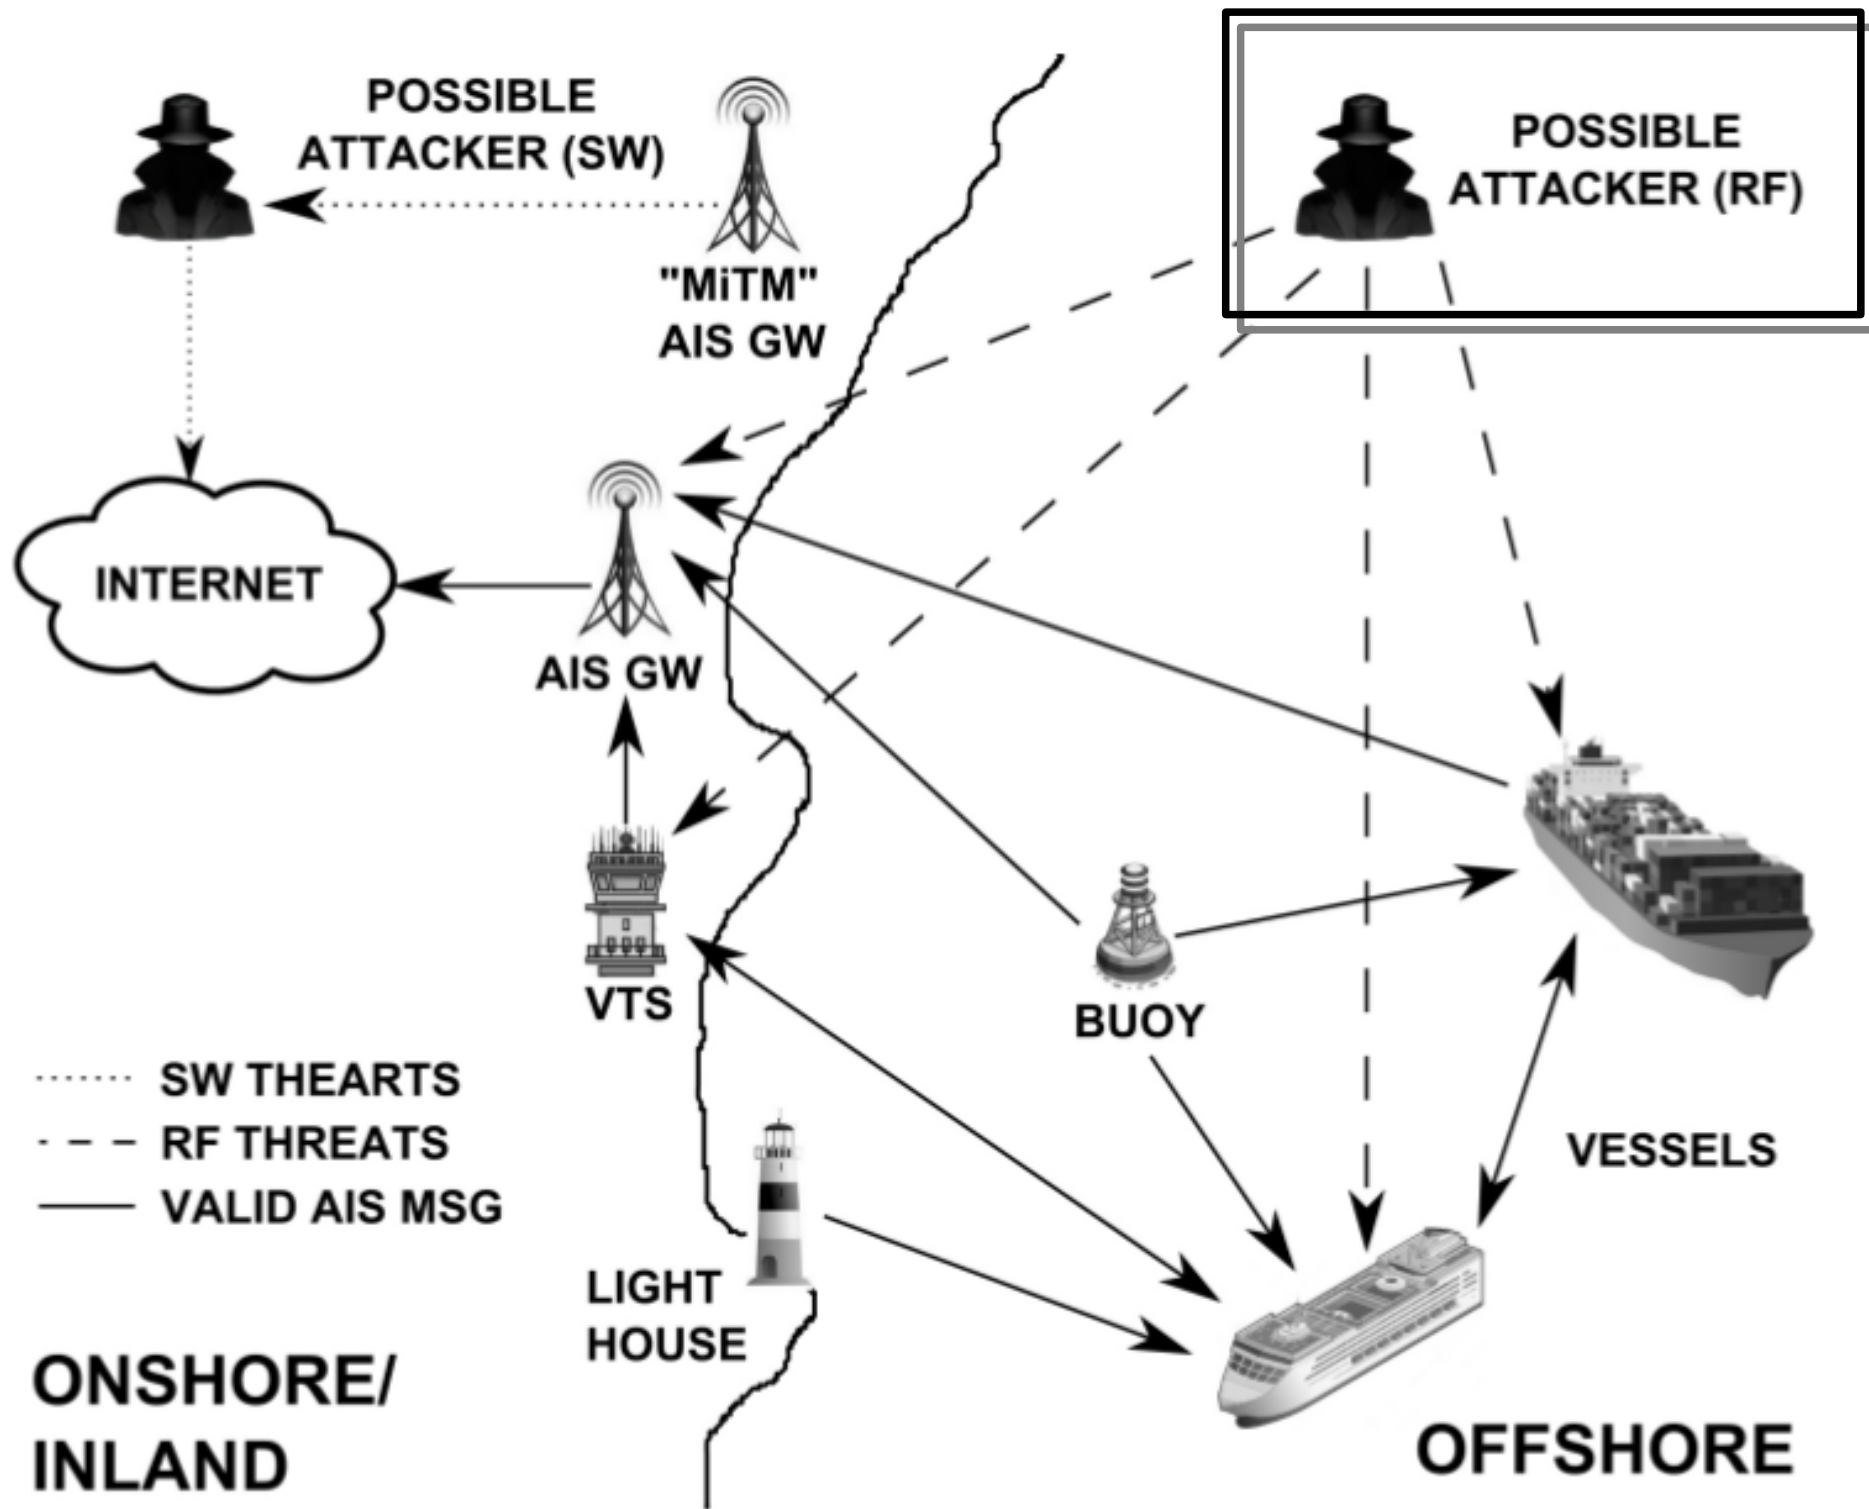 POSSIBLE
ATTACKER (SW)
POSSIBLE
ATTACKER (RF)
"MiTM"
AIS GW
INTERNET
AIS GW
VTS
BUOY
SW THEARTS
RF THREATS
VALID AIS MSG
VESSELS
LIGHT
HOUSE
ONSHORE/
INLAND
OFFSHORE